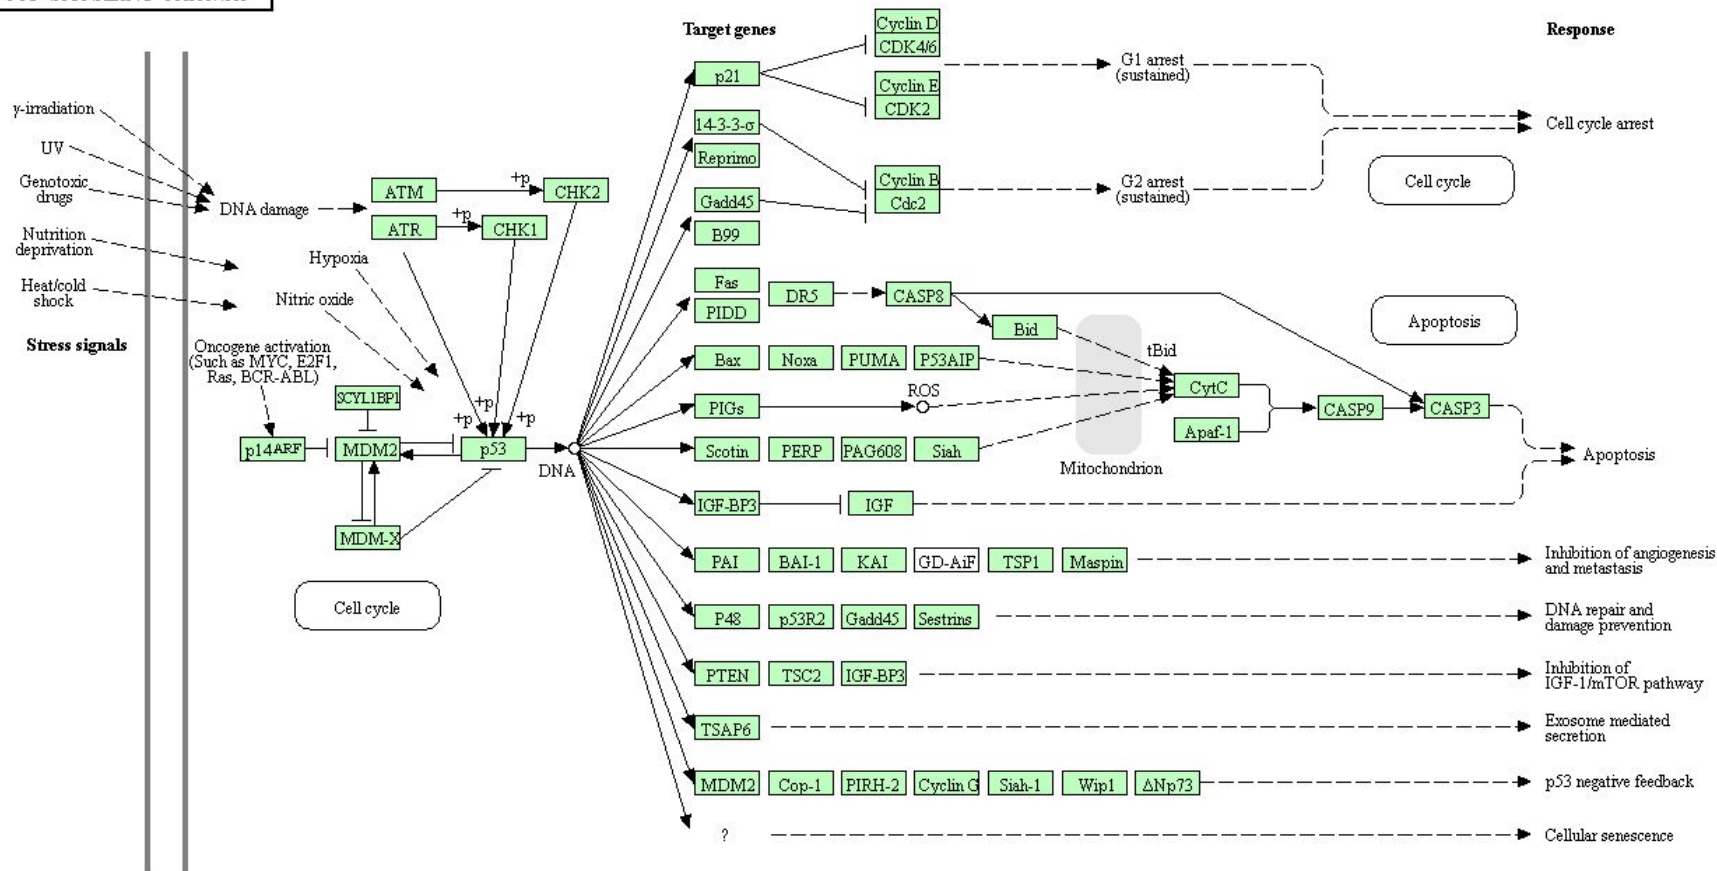 Target genes
Response
γ-irradiation
UV
Genotoxic
drugs
Nutrition
deprivation
Heat/cold
shock
Stress signals
DNA damage
ATM
+p
CHK2
ATR
+p
CHK1
Hypoxia
Nitric oxide
Oncogene activation
(Such as MYC, E2F1,
Ras, BCR-ABL)
SCYL1BP1
+p
+p
+p
p14ARF
MDM2
p53
DNA
MDM-X
Cell cycle
p21
Cyclin D
CDK4/6
Cyclin E
CDK2
G1 arrest
(sustained)
14-3-3-σ
Reprimo
Gadd45
B99
Cyclin B
Cdc2
G2 arrest
(sustained)
Cell cycle arrest
Cell cycle
Fas
PIDD
DR5
CASP8
Bid
tBid
Apoptosis
Bax
Noxa
PUMA
P53AIP
PIGs
ROS
CytC
Apaf-1
CASP9
CASP3
Scotin
PERP
PAG608
Siah
Mitochondrion
Apoptosis
IGF-BP3
IGF
PAI
BAI-1
KAI
GD-AiF
TSP1
Maspin
Inhibition of angiogenesis
and metastasis
P48
p53R2
Gadd45
Sestrins
DNA repair and
damage prevention
PTEN
TSC2
IGF-BP3
Inhibition of
IGF-1/mTOR pathway
TSAP6
Exosome mediated
secretion
MDM2
Cop-1
PIRH-2
Cyclin G
Siah-1
Wip1
ΔNp73
p53 negative feedback
?
Cellular senescence